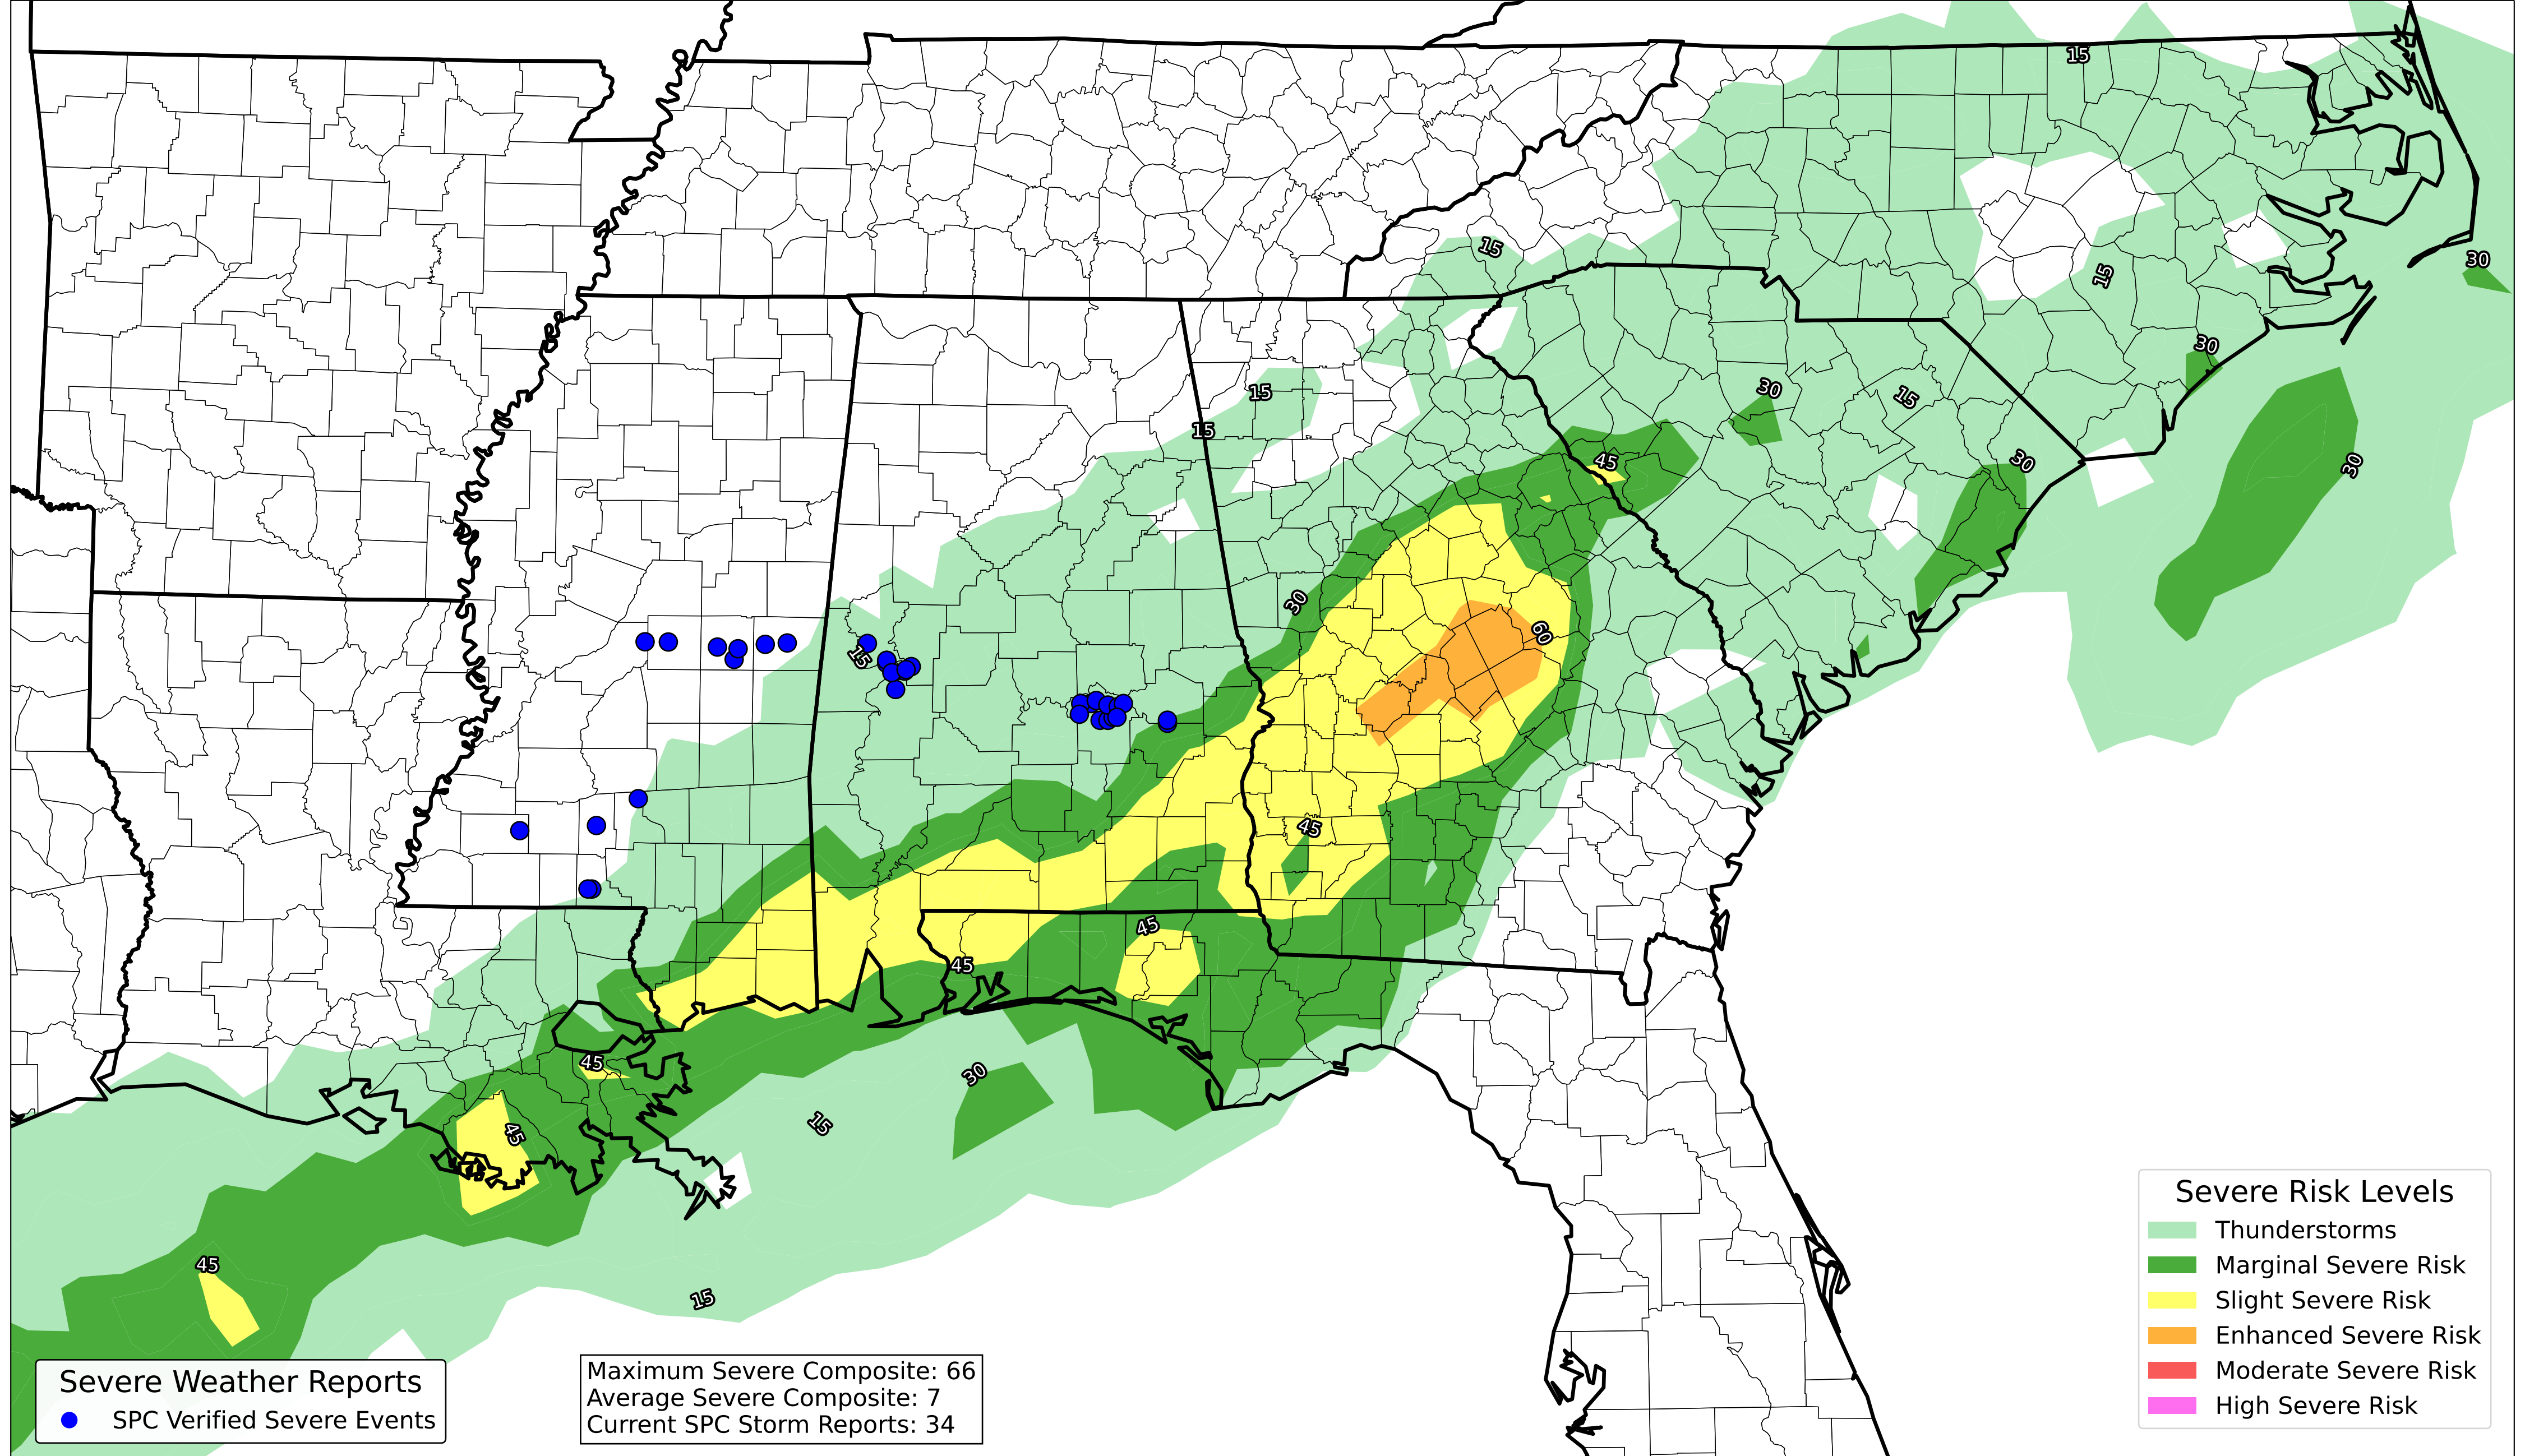 15
15
30
15
30
15
15
30
15
30
30
45
30
60
15
45
45
45
45
30
15
45
45
15
Severe Weather Reports
SPC Verified Severe Events
Maximum Severe Composite: 66
Average Severe Composite: 7
Current SPC Storm Reports: 34
Severe Risk Levels
Thunderstorms
Marginal Severe Risk
Slight Severe Risk
Enhanced Severe Risk
Moderate Severe Risk
High Severe Risk